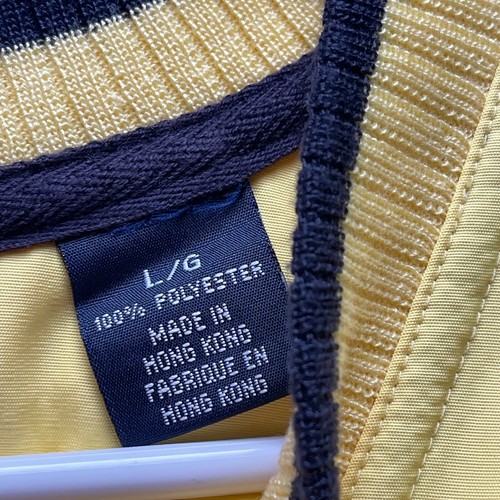 L/G
100% POLYESTER
MADE IN
HONG KONG
FABRIQUE EN
HONG KONG